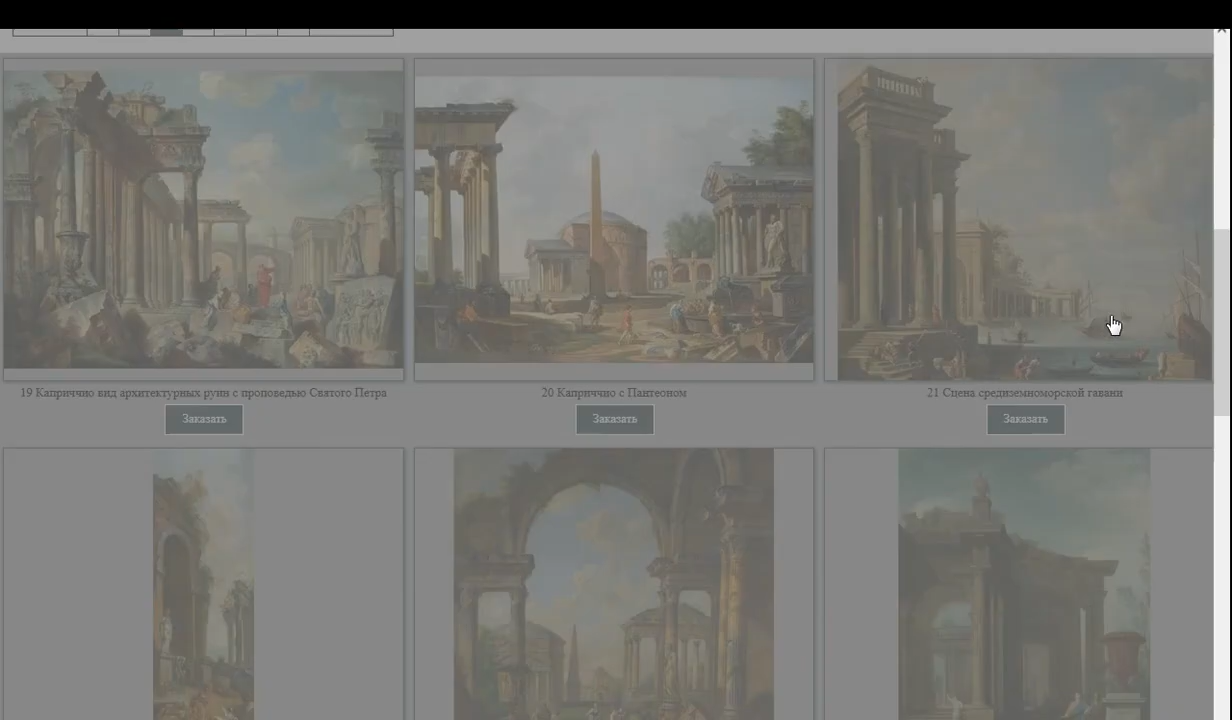 19 Каприччио вид архитектурных руин с проповедью Святого Петра
20 Каприччио с Пантеоном
21 Сцена средиземноморской гавани
Заказать
Заказать
Заказать